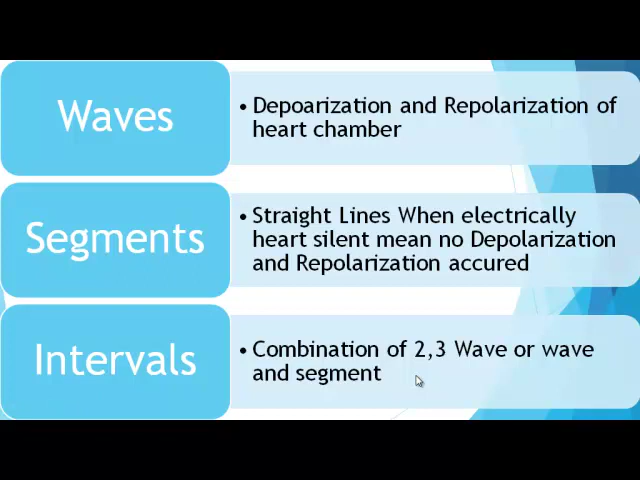 Waves
• Depoarization and Repolarization of
heart chamber
Segments
• Straight Lines When electrically
heart silent mean no Depolarization
and Repolarization accured
Intervals
• Combination of 2,3 Wave or wave
and segment